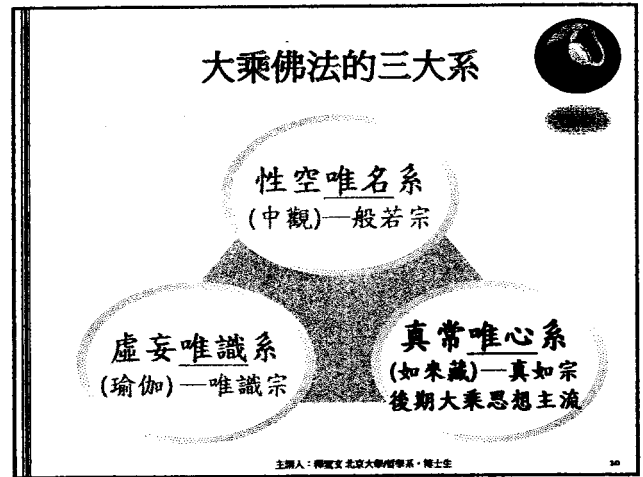 大乘佛法的三大系
性空唯名系
(中觀)—般若宗
虛妄唯識系
(瑜伽)—唯識宗
真常唯心系
(如來藏)—真如宗
後期大乘思想主流
主講人：釋 文 北京大學哲學系・博士生